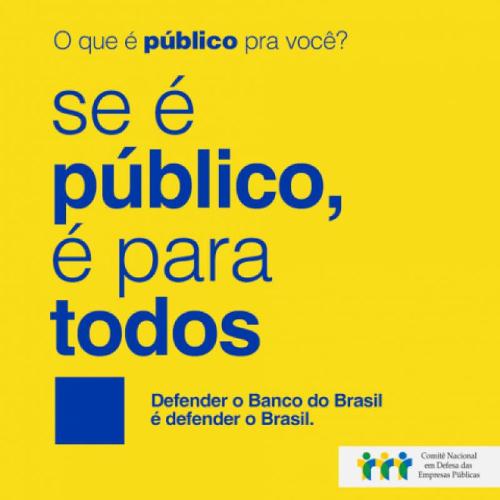 O que é público pra você?
se é
público,
é para
todos
Defender o Banco do Brasil
é defender o Brasil.
Comitê Nacional
em Defesa das
Empresas Públicas